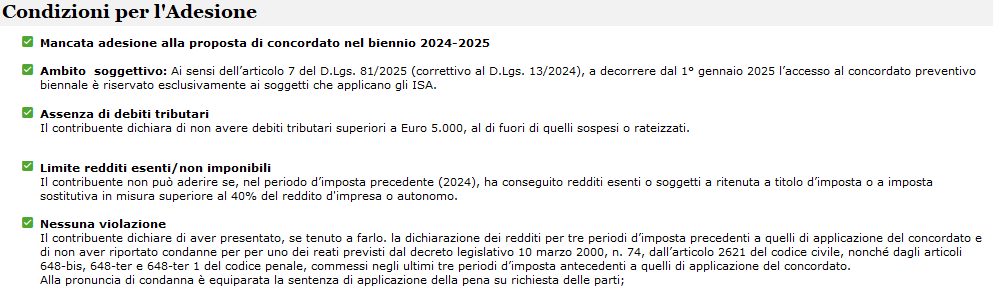 Condizioni per l'Adesione
Mancata adesione alla proposta di concordato nel biennio 2024-2025
Ambito soggettivo: Ai sensi dell'articolo 7 del D.Lgs. 81/2025 (correttivo al D.Lgs. 13/2024), a decorrere dal 1° gennaio 2025 l'accesso al concordato preventivo
biennale è riservato esclusivamente ai soggetti che applicano gli ISA.
Assenza di debiti tributari
Il contribuente dichiara di non avere debiti tributari superiori a Euro 5.000, al di fuori di quelli sospesi o rateizzati.
Limite redditi esenti/non imponibili
Il contribuente non può aderire se, nel periodo d'imposta precedente (2024), ha conseguito redditi esenti o soggetti a ritenuta a titolo d'imposta o a imposta
sostitutiva in misura superiore al 40% del reddito d'impresa o autonomo.
Nessuna violazione
Il contribuente dichiare di aver presentato, se tenuto a farlo. la dichiarazione dei redditi per tre periodi d'imposta precedenti a quelli di applicazione del concordato e
di non aver riportato condanne per per uno dei reati previsti dal decreto legislativo 10 marzo 2000, n. 74, dall'articolo 2621 del codice civile, nonché dagli articoli
648-bis, 648-ter e 648-ter 1 del codice penale, commessi negli ultimi tre periodi d'imposta antecedenti a quelli di applicazione del concordato.
Alla pronuncia di condanna è equiparata la sentenza di applicazione della pena su richiesta delle parti;